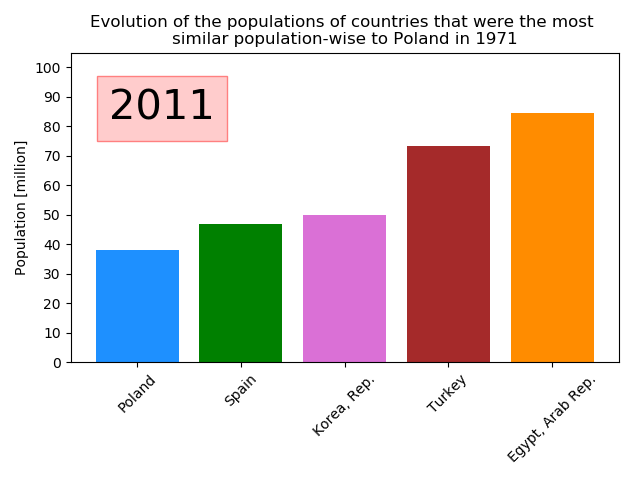 Evolution of the populations of countries that were the most
similar population-wise to Poland in 1971
2011
Population [million]
100
90
80
70
60
50
40
30
20
10
0
Poland
Spain
Korea, Rep.
Turkey
Egypt, Arab Rep.